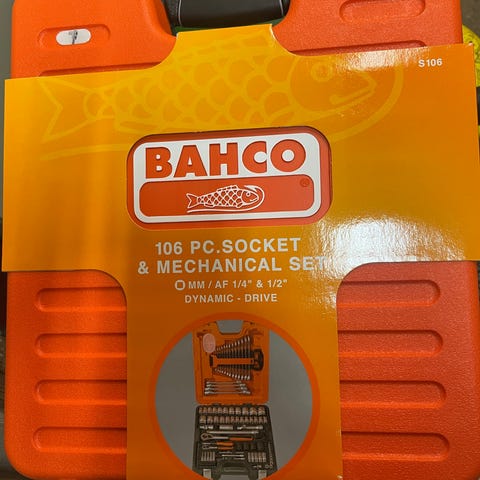 S106
BAHCO
®
106 PC.SOCKET
& MECHANICAL SET
MM / AF 1/4" & 1/2"
DYNAMIC - DRIVE